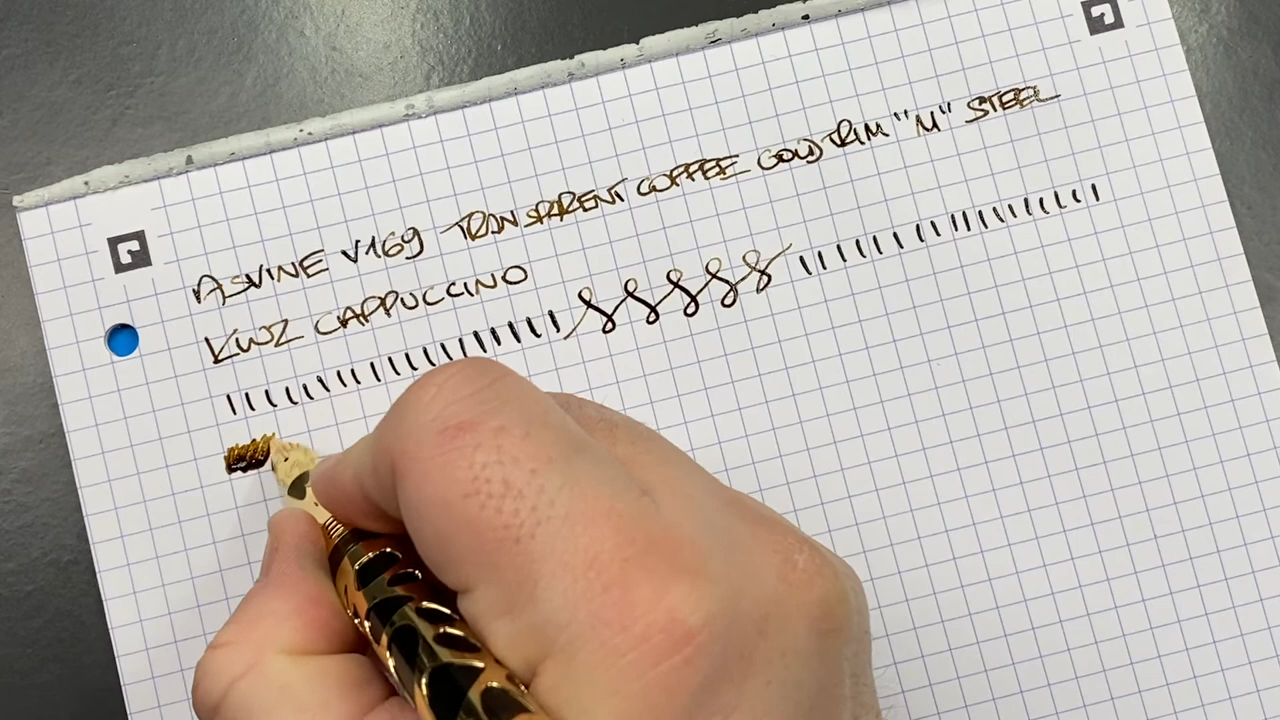 ASVINE V169 TRANSPARENT COFFEE GOLD TRIM "M" STEEL
KWZ CAPPUCCINO